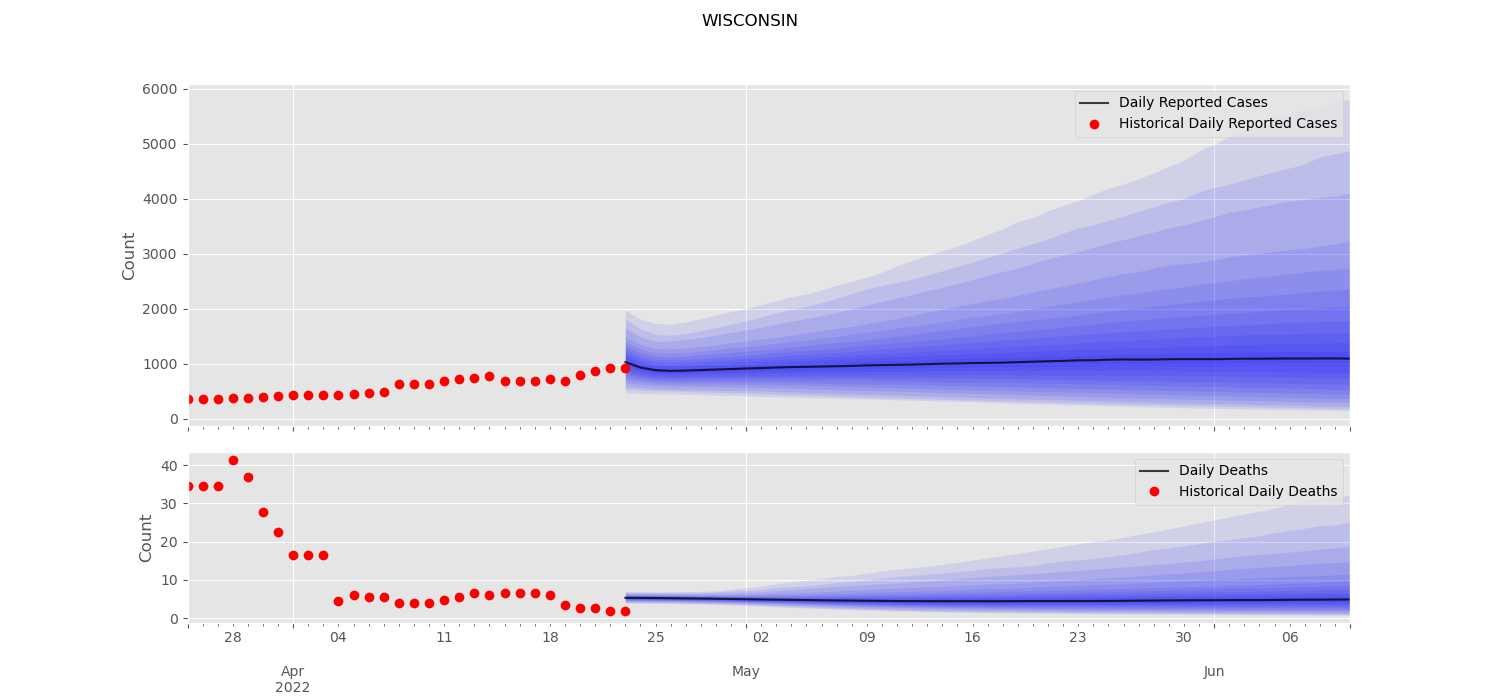 WISCONSIN
6000
5000
4000
3000
2000
1000
0
Count
Daily Reported Cases
Historical Daily Reported Cases
40
30
20
10
0
Count
Daily Deaths
Historical Daily Deaths
28 04 11 18 25 02 09 16 23 30 06
Apr May Jun
2022